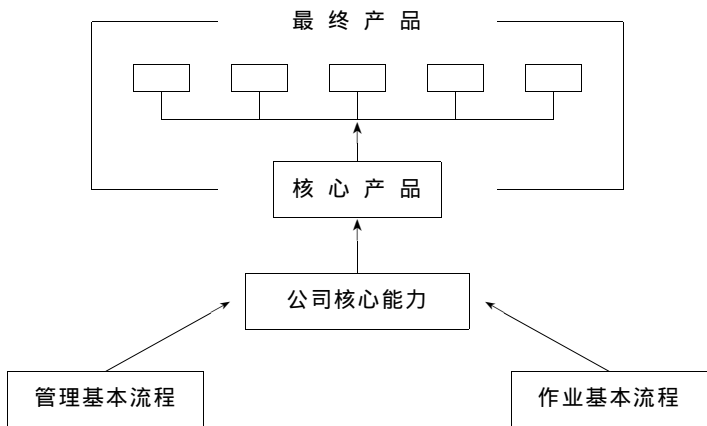 最终产品
核心产品
公司核心能力
管理基本流程
作业基本流程